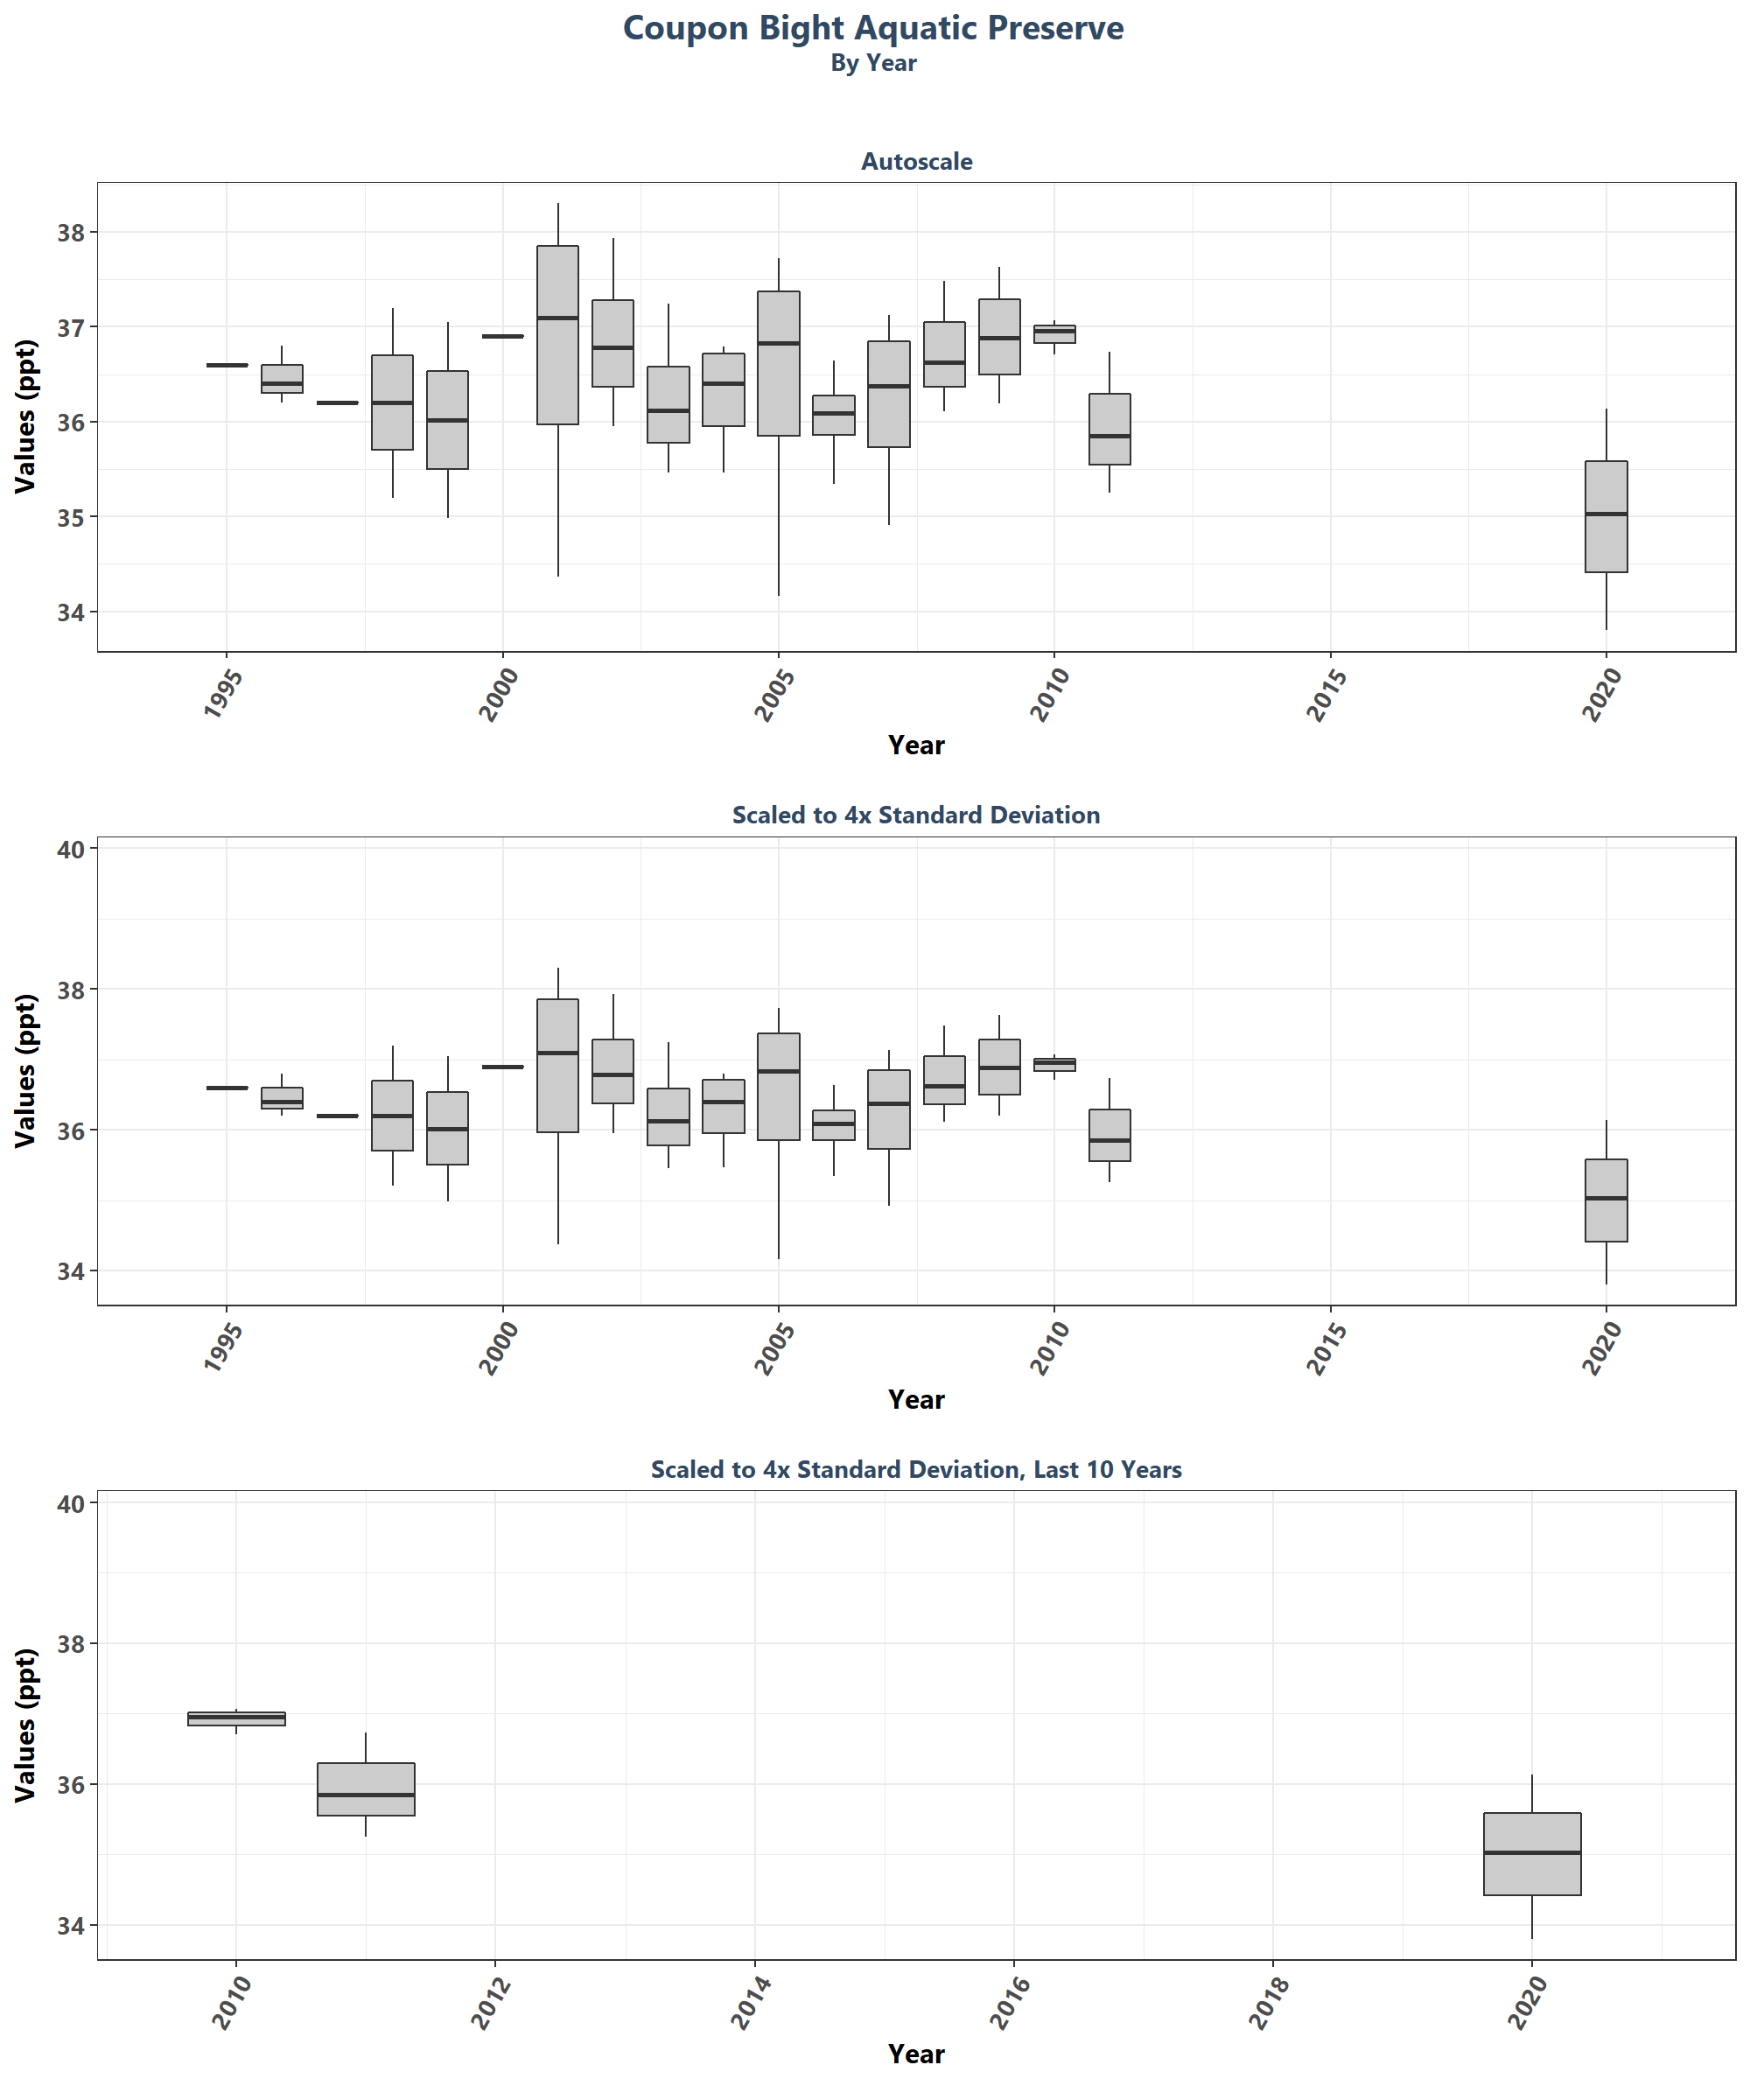 Coupon Bight Aquatic Preserve
By Year
Autoscale
Values (ppt)
38
37
36
35
34
1995
2000
2005
2010
2015
2020
Year
Scaled to 4x Standard Deviation
Values (ppt)
40
38
36
34
1995
2000
2005
2010
2015
2020
Year
Scaled to 4x Standard Deviation, Last 10 Years
Values (ppt)
40
38
36
34
2010
2012
2014
2016
2018
2020
Year